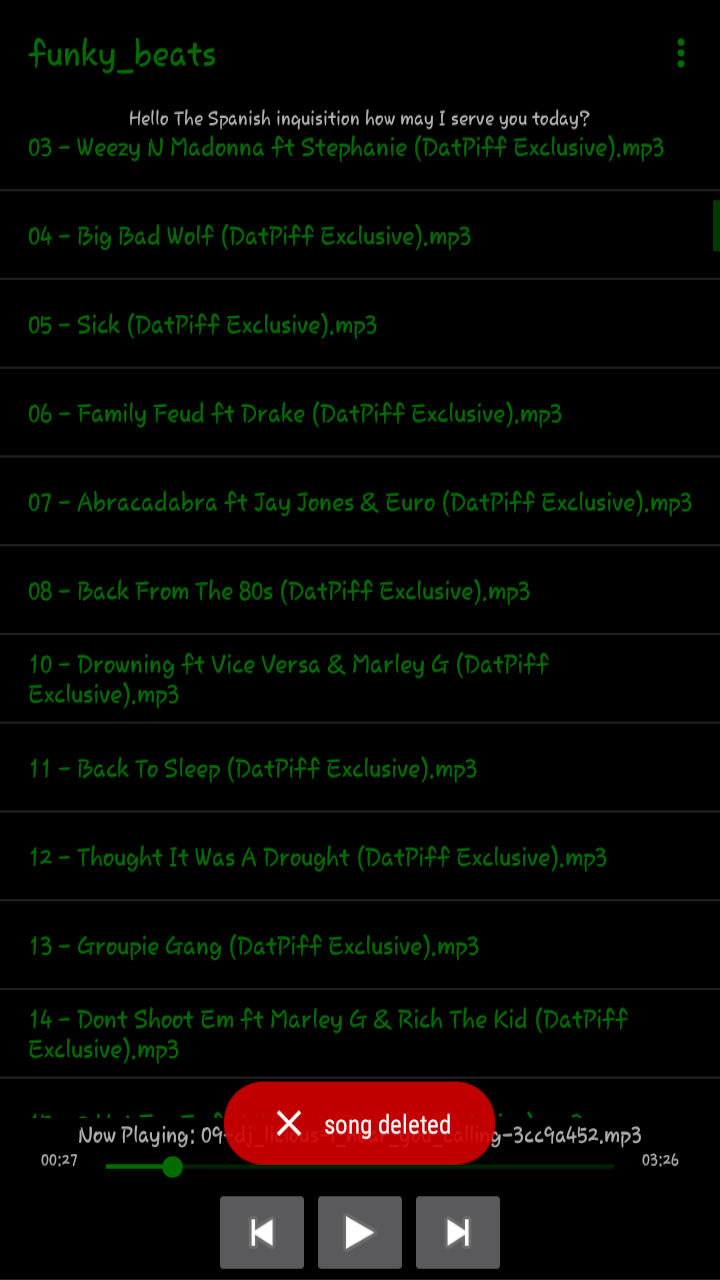 funky_beats
Hello The Spanish inquisition how may I serve you today?
03 - Weezy N Madonna ft Stephanie (DatPiff Exclusive).mp3
04 - Big Bad Wolf (DatPiff Exclusive).mp3
05 - Sick (DatPiff Exclusive).mp3
06 - Family Feud ft Drake (DatPiff Exclusive).mp3
07 - Abracadabra ft Jay Jones & Euro (DatPiff Exclusive).mp3
08 - Back From The 80s (DatPiff Exclusive).mp3
10 - Drowning ft Vice Versa & Marley G (DatPiff
Exclusive).mp3
11 - Back To Sleep (DatPiff Exclusive).mp3
12 - Thought It Was A Drought (DatPiff Exclusive).mp3
13 - Groupie Gang (DatPiff Exclusive).mp3
14 - Dont Shoot Em ft Marley G & Rich The Kid (DatPiff
Exclusive).mp3
song deleted
Now Playing: 09-dj_licious-i_hear_you_calling-3cc9a452.mp3
00:27
03:26